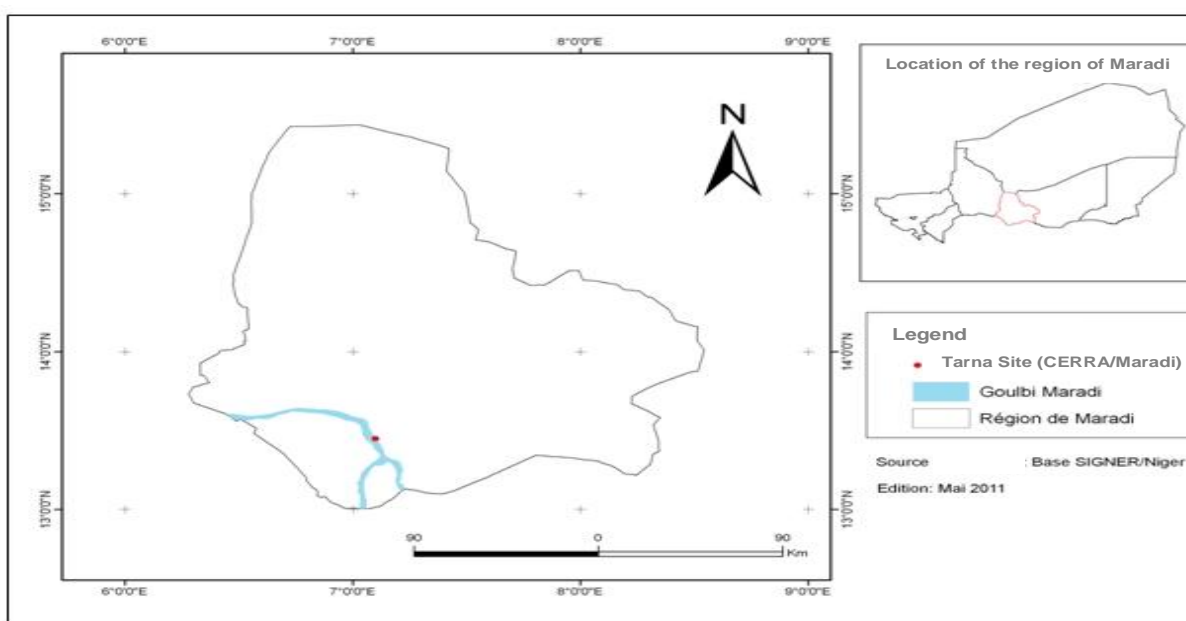 6°0'0"E 7°0'0"E 8°0'0"E 9°0'0"E
N
15°0'0"N
15°0'0"N
14°0'0"N
14°0'0"N
13°0'0"N
13°0'0"N
90 0 90
Km
6°0'0"E 7°0'0"E 8°0'0"E 9°0'0"E
Location of the region of Maradi
Legend
Tarna Site (CERRA/Maradi)
Goulbi Maradi
Région de Maradi
Source : Base SIGNER/Niger
Edition: Mai 2011